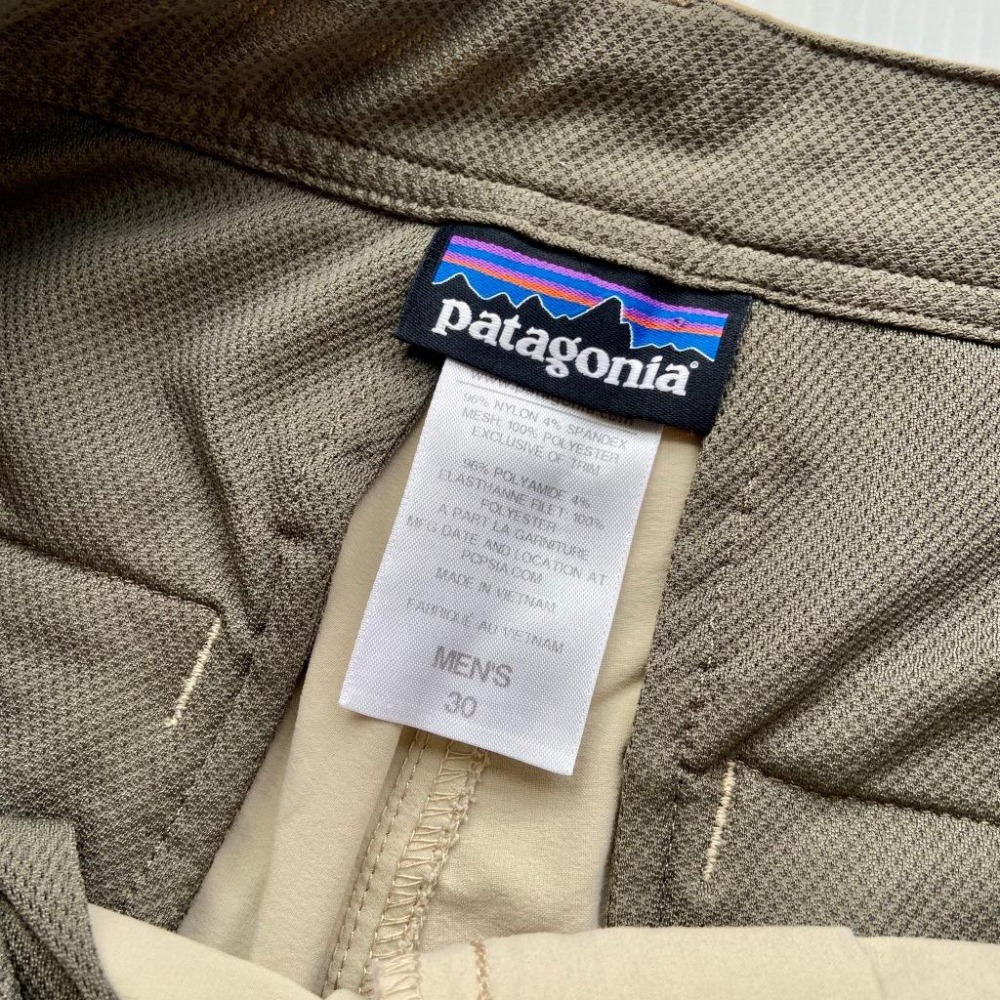 patagonia®
96% NYLON 4% SPANDEX
MESH: 100% POLYESTER
EXCLUSIVE OF TRIM
96% POLYAMIDE 4%
ELASTHANNE FILET: 100%
POLYESTER
A PART LA GARNITURE
MFG DATE AND LOCATION AT
PCPSIA.COM
MADE IN VIETNAM
FABRIQUÉ AU VIETNAM
MEN'S
30